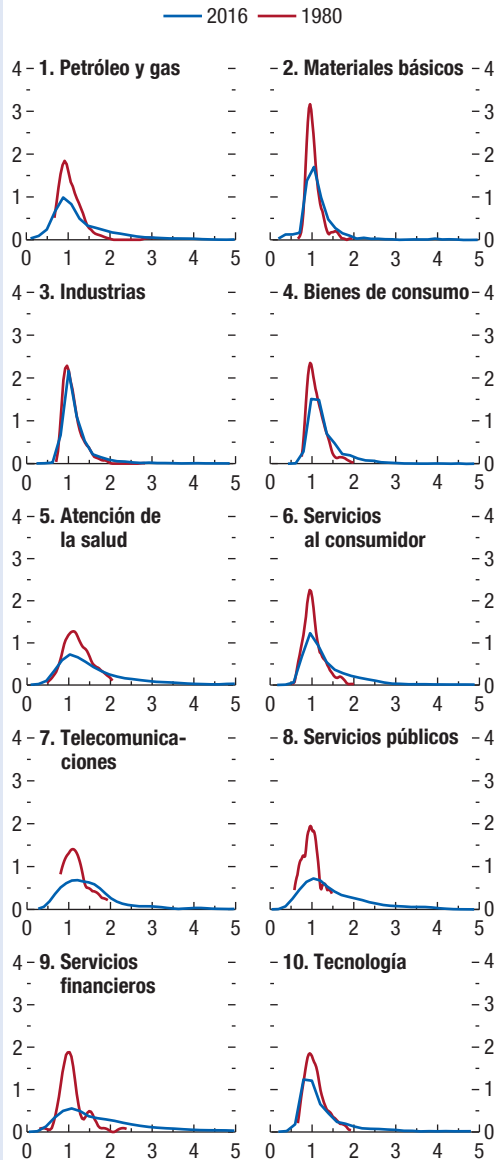 2016 1980
1. Petróleo y gas
4
3
2
1
0
0 1 2 3 4 5
2. Materiales básicos
4
3
2
1
0
0 1 2 3 4 5
3. Industrias
4
3
2
1
0
0 1 2 3 4 5
4. Bienes de consumo
4
3
2
1
0
0 1 2 3 4 5
5. Atención de
la salud
4
3
2
1
0
0 1 2 3 4 5
6. Servicios
al consumidor
4
3
2
1
0
0 1 2 3 4 5
7. Telecomunica-
ciones
4
3
2
1
0
0 1 2 3 4 5
8. Servicios públicos
4
3
2
1
0
0 1 2 3 4 5
9. Servicios
financieros
4
3
2
1
0
0 1 2 3 4 5
10. Tecnología
4
3
2
1
0
0 1 2 3 4 5